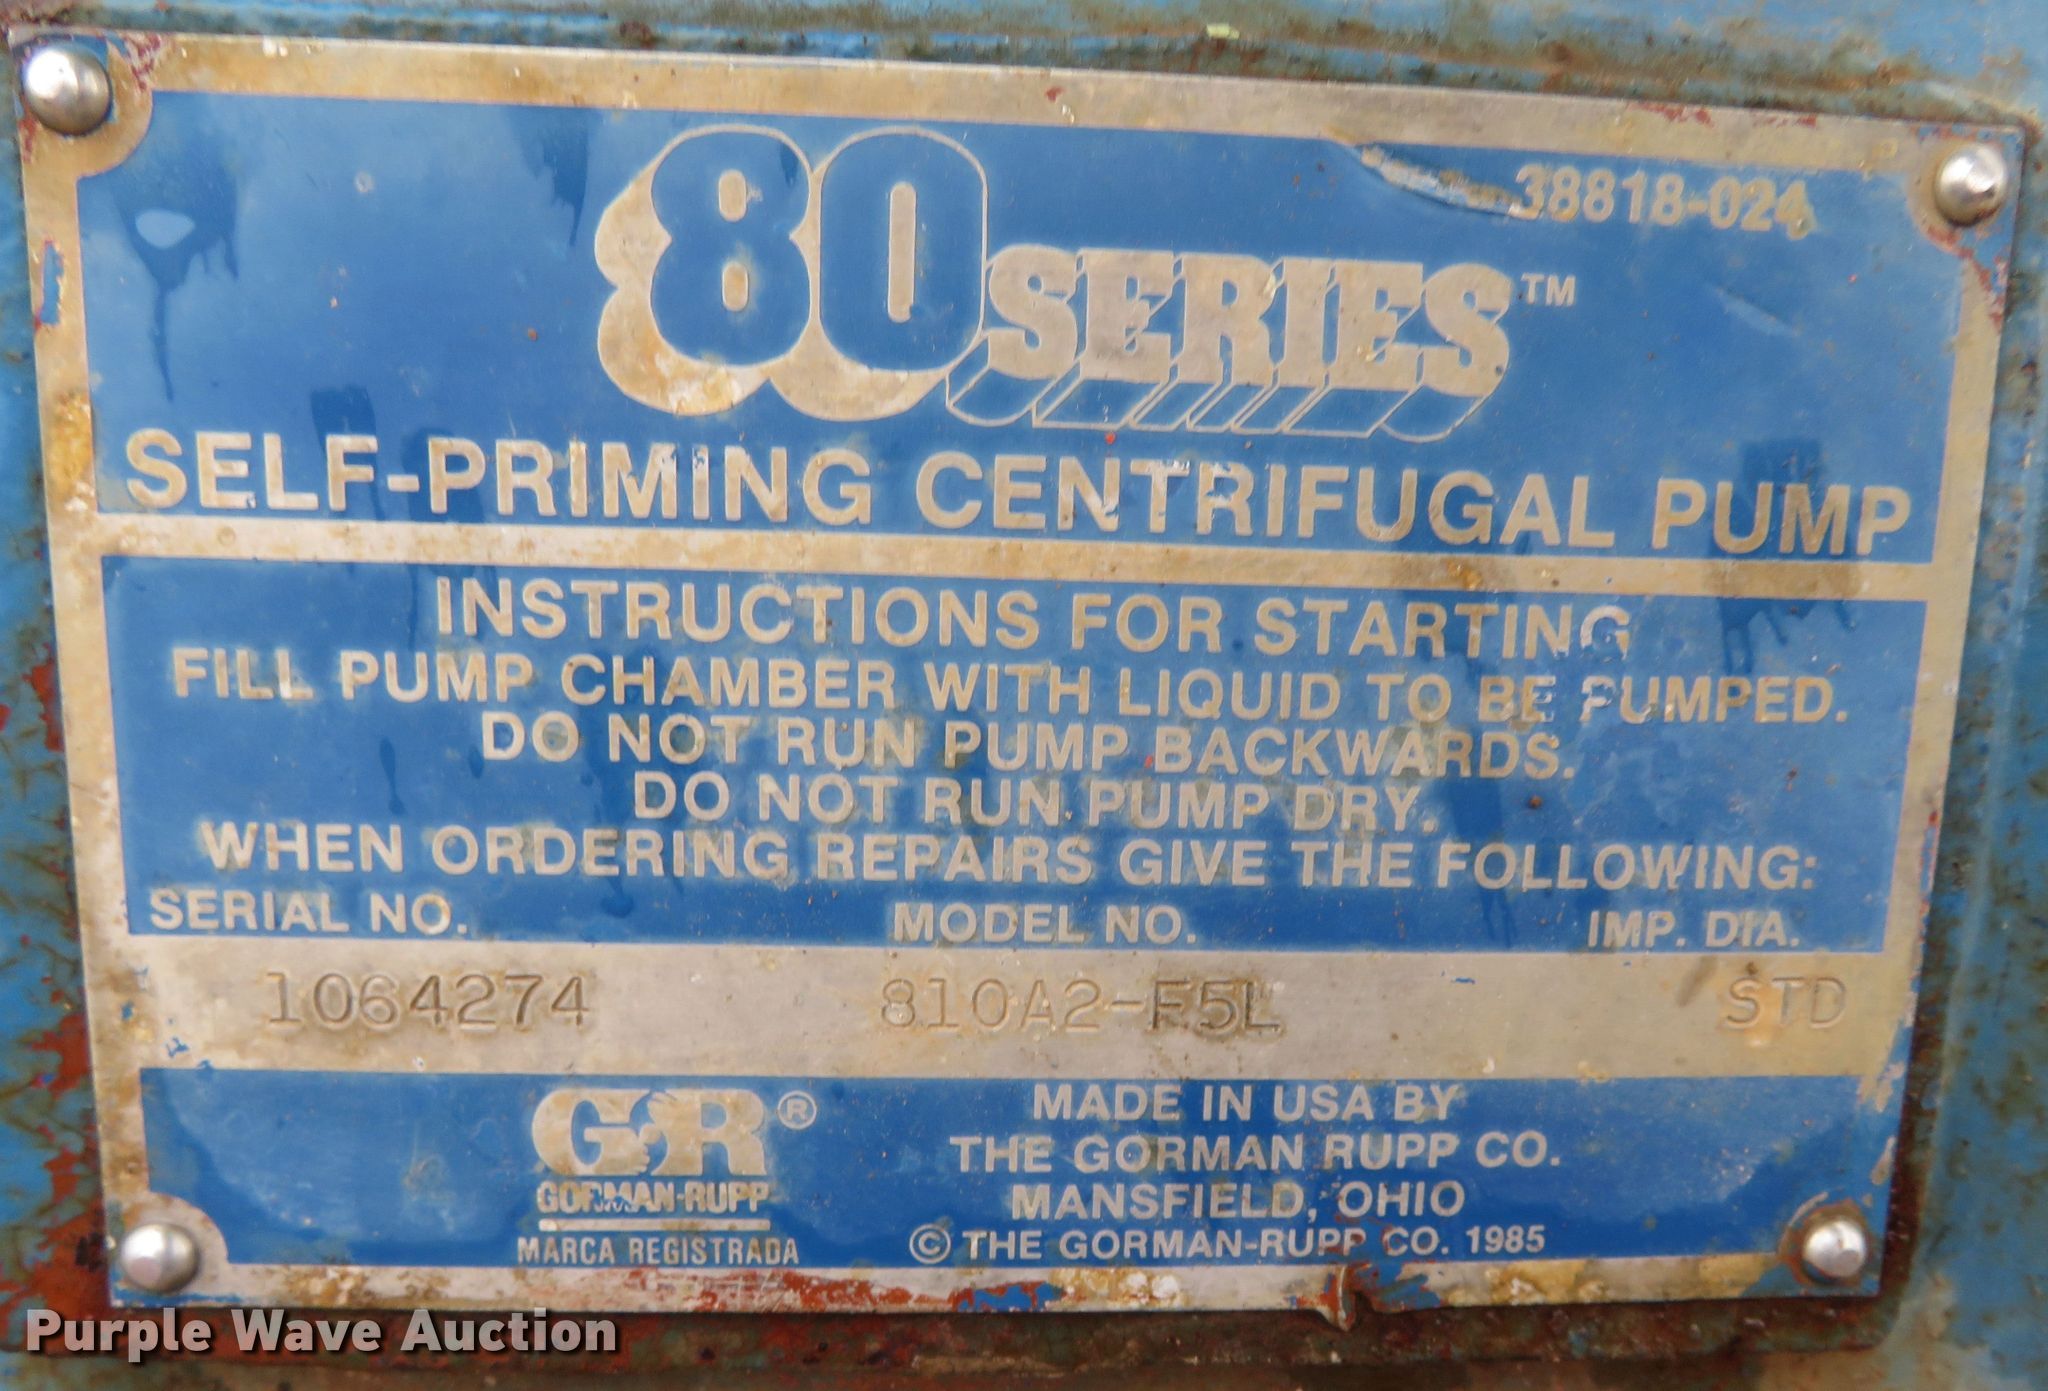 38818-024
80 SERIES™
SELF-PRIMING CENTRIFUGAL PUMP
INSTRUCTIONS FOR STARTING
FILL PUMP CHAMBER WITH LIQUID TO BE PUMPED.
DO NOT RUN PUMP BACKWARDS.
DO NOT RUN PUMP DRY.
WHEN ORDERING REPAIRS GIVE THE FOLLOWING:
SERIAL NO. MODEL NO. IMP. DIA.
1064274 810A2-F5L STD
GR®
GORMAN-RUPP
MARCA REGISTRADA
MADE IN USA BY
THE GORMAN RUPP CO.
MANSFIELD, OHIO
© THE GORMAN-RUPP CO. 1985
Purple Wave Auction